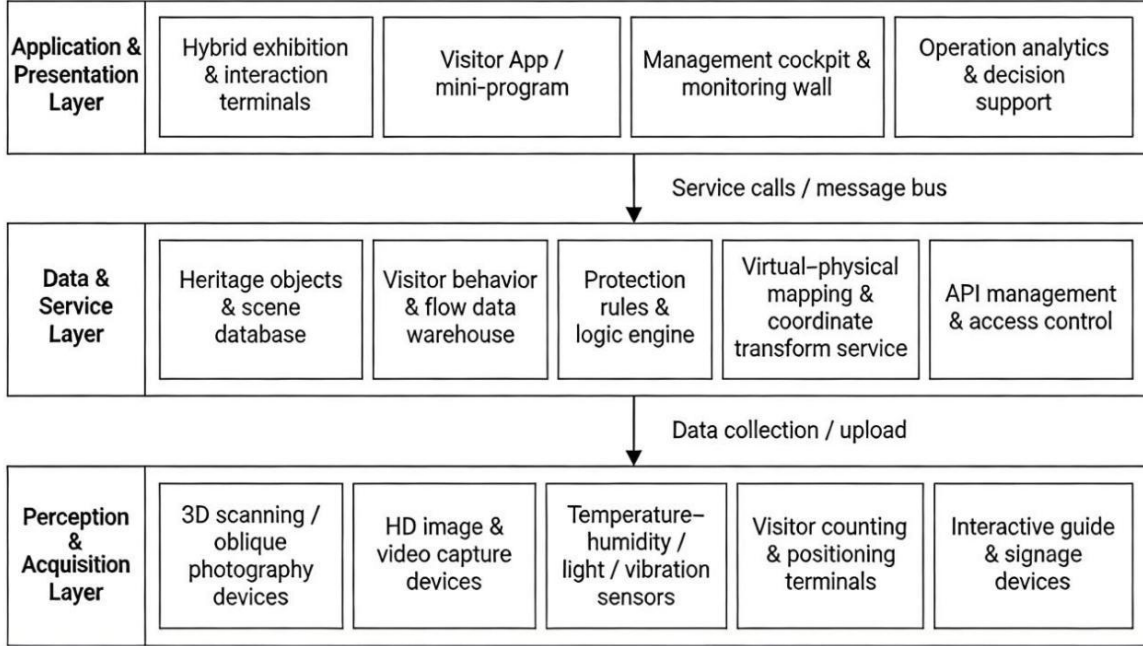 Application &
Presentation
Layer
Hybrid exhibition
& interaction
terminals
Visitor App /
mini-program
Management cockpit &
monitoring wall
Operation analytics
& decision
support
Service calls / message bus
Data &
Service
Layer
Heritage objects
& scene
database
Visitor behavior
& flow data
warehouse
Protection
rules &
logic engine
Virtual–physical
mapping &
coordinate
transform service
API management
& access control
Data collection / upload
Perception
&
Acquisition
Layer
3D scanning /
oblique
photography
devices
HD image &
video capture
devices
Temperature–
humidity /
light / vibration
sensors
Visitor counting
& positioning
terminals
Interactive guide
& signage
devices